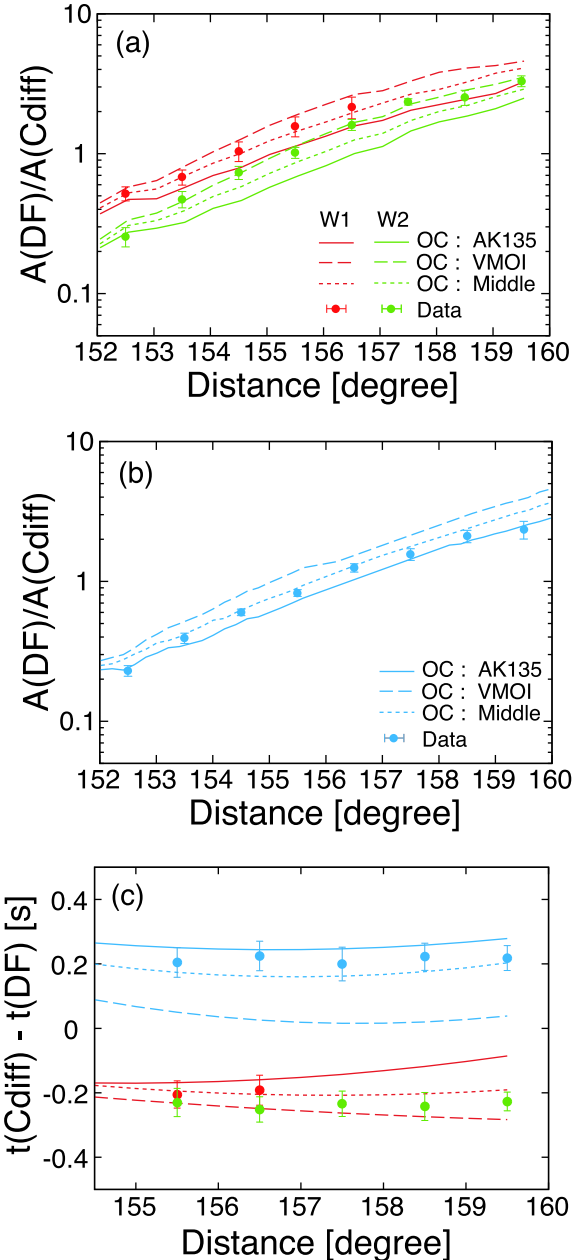 (a)
A(DF)/A(Cdiff)
10
1
0.1
W1 W2
OC : AK135
OC : VMOI
OC : Middle
Data
152 153 154 155 156 157 158 159 160
Distance [degree]
(b)
A(DF)/A(Cdiff)
10
1
0.1
OC : AK135
OC : VMOI
OC : Middle
Data
152 153 154 155 156 157 158 159 160
Distance [degree]
(c)
t(Cdiff) - t(DF) [s]
0.4
0.2
0
-0.2
-0.4
155 156 157 158 159 160
Distance [degree]